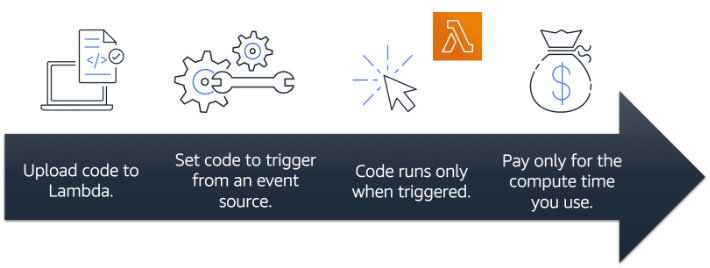 </>
$
Upload code to
Lambda.
Set code to trigger
from an event
source.
Code runs only
when triggered.
Pay only for the
compute time
you use.